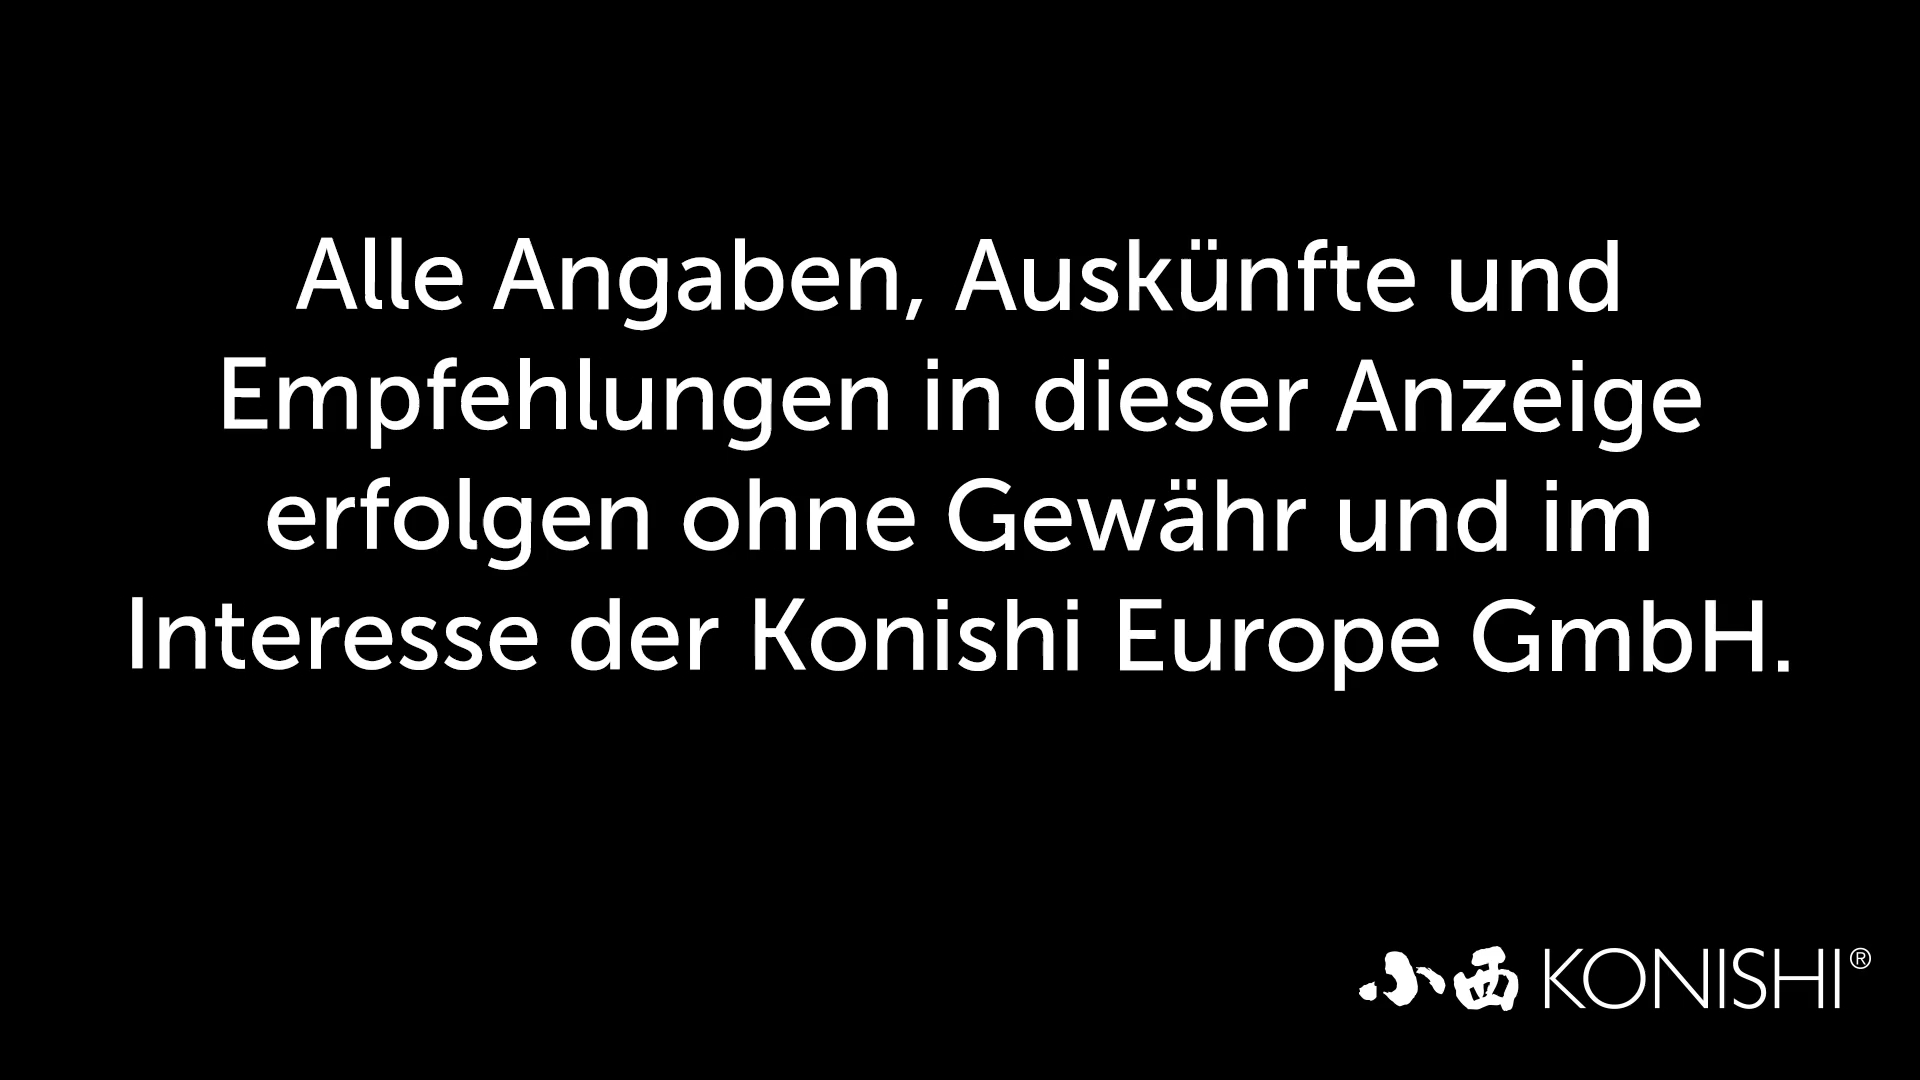 Alle Angaben, Auskünfte und
Empfehlungen in dieser Anzeige
erfolgen ohne Gewähr und im
Interesse der Konishi Europe GmbH.
小西 KONISHI®